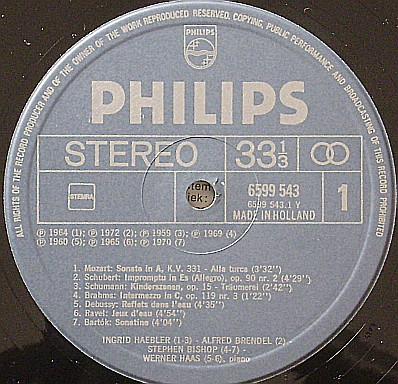 ALL RIGHTS OF THE RECORD PRODUCER AND OF THE OWNER OF THE WORK REPRODUCED RESERVED. COPYING, PUBLIC PERFORMANCE AND BROADCASTING OF THIS RECORD PROHIBITED
PHILIPS
PHILIPS
STEREO 33 1/3
STEMRA
6599 543
6599 543.1 Y
MADE IN HOLLAND
1
℗ 1964 (1) ℗ 1972 (2) ℗ 1959 (3) ℗ 1969 (4)
℗ 1960 (5) ℗ 1965 (6) ℗ 1970 (7)
1. Mozart: Sonate in A, K.V. 331 - Alla turca (3'32")
2. Schubert: Impromptu in Es (Allegro), op. 90 nr. 2 (4'29")
3. Schumann: Kinderszenen, op. 15 - Träumerei (2'42")
4. Brahms: Intermezzo in C, op. 119 nr. 3 (1'22")
5. Debussy: Reflets dans l'eau (4'35")
6. Ravel: Jeux d'eau (4'54")
7. Bartók: Sonatine (4'04")
INGRID HAEBLER (1-3) - ALFRED BRENDEL (2)
STEPHEN BISHOP (4-7) -
WERNER HAAS (5-6), piano